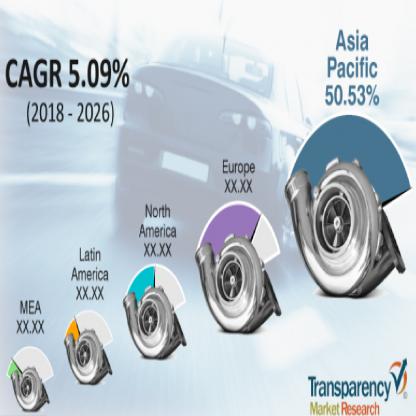 CAGR 5.09%
(2018 - 2026)
Asia
Pacific
50.53%
Europe
XX.XX
North
America
XX.XX
Latin
America
XX.XX
MEA
XX.XX
Transparency
Market Research